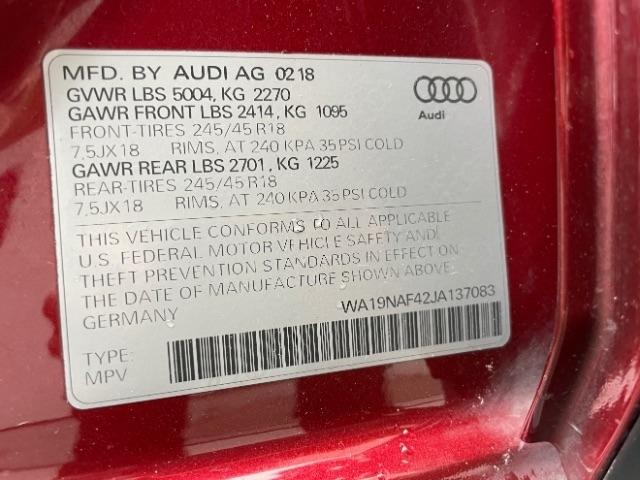 MFD. BY AUDI AG 0218
GVWR LBS 5004, KG 2270
GAWR FRONT LBS 2414, KG 1095
FRONT-TIRES 245/45 R18
7,5JX18 RIMS, AT 240 KPA 35 PSI COLD
GAWR REAR LBS 2701, KG 1225
REAR-TIRES 245/45 R18
7,5JX18 RIMS, AT 240 KPA 35 PSI COLD
Audi
THIS VEHICLE CONFORMS TO ALL APPLICABLE
U.S. FEDERAL MOTOR VEHICLE SAFETY AND
THEFT PREVENTION STANDARDS IN EFFECT ON
THE DATE OF MANUFACTURE SHOWN ABOVE.
GERMANY
WA19NAF42JA137083
TYPE:
MPV